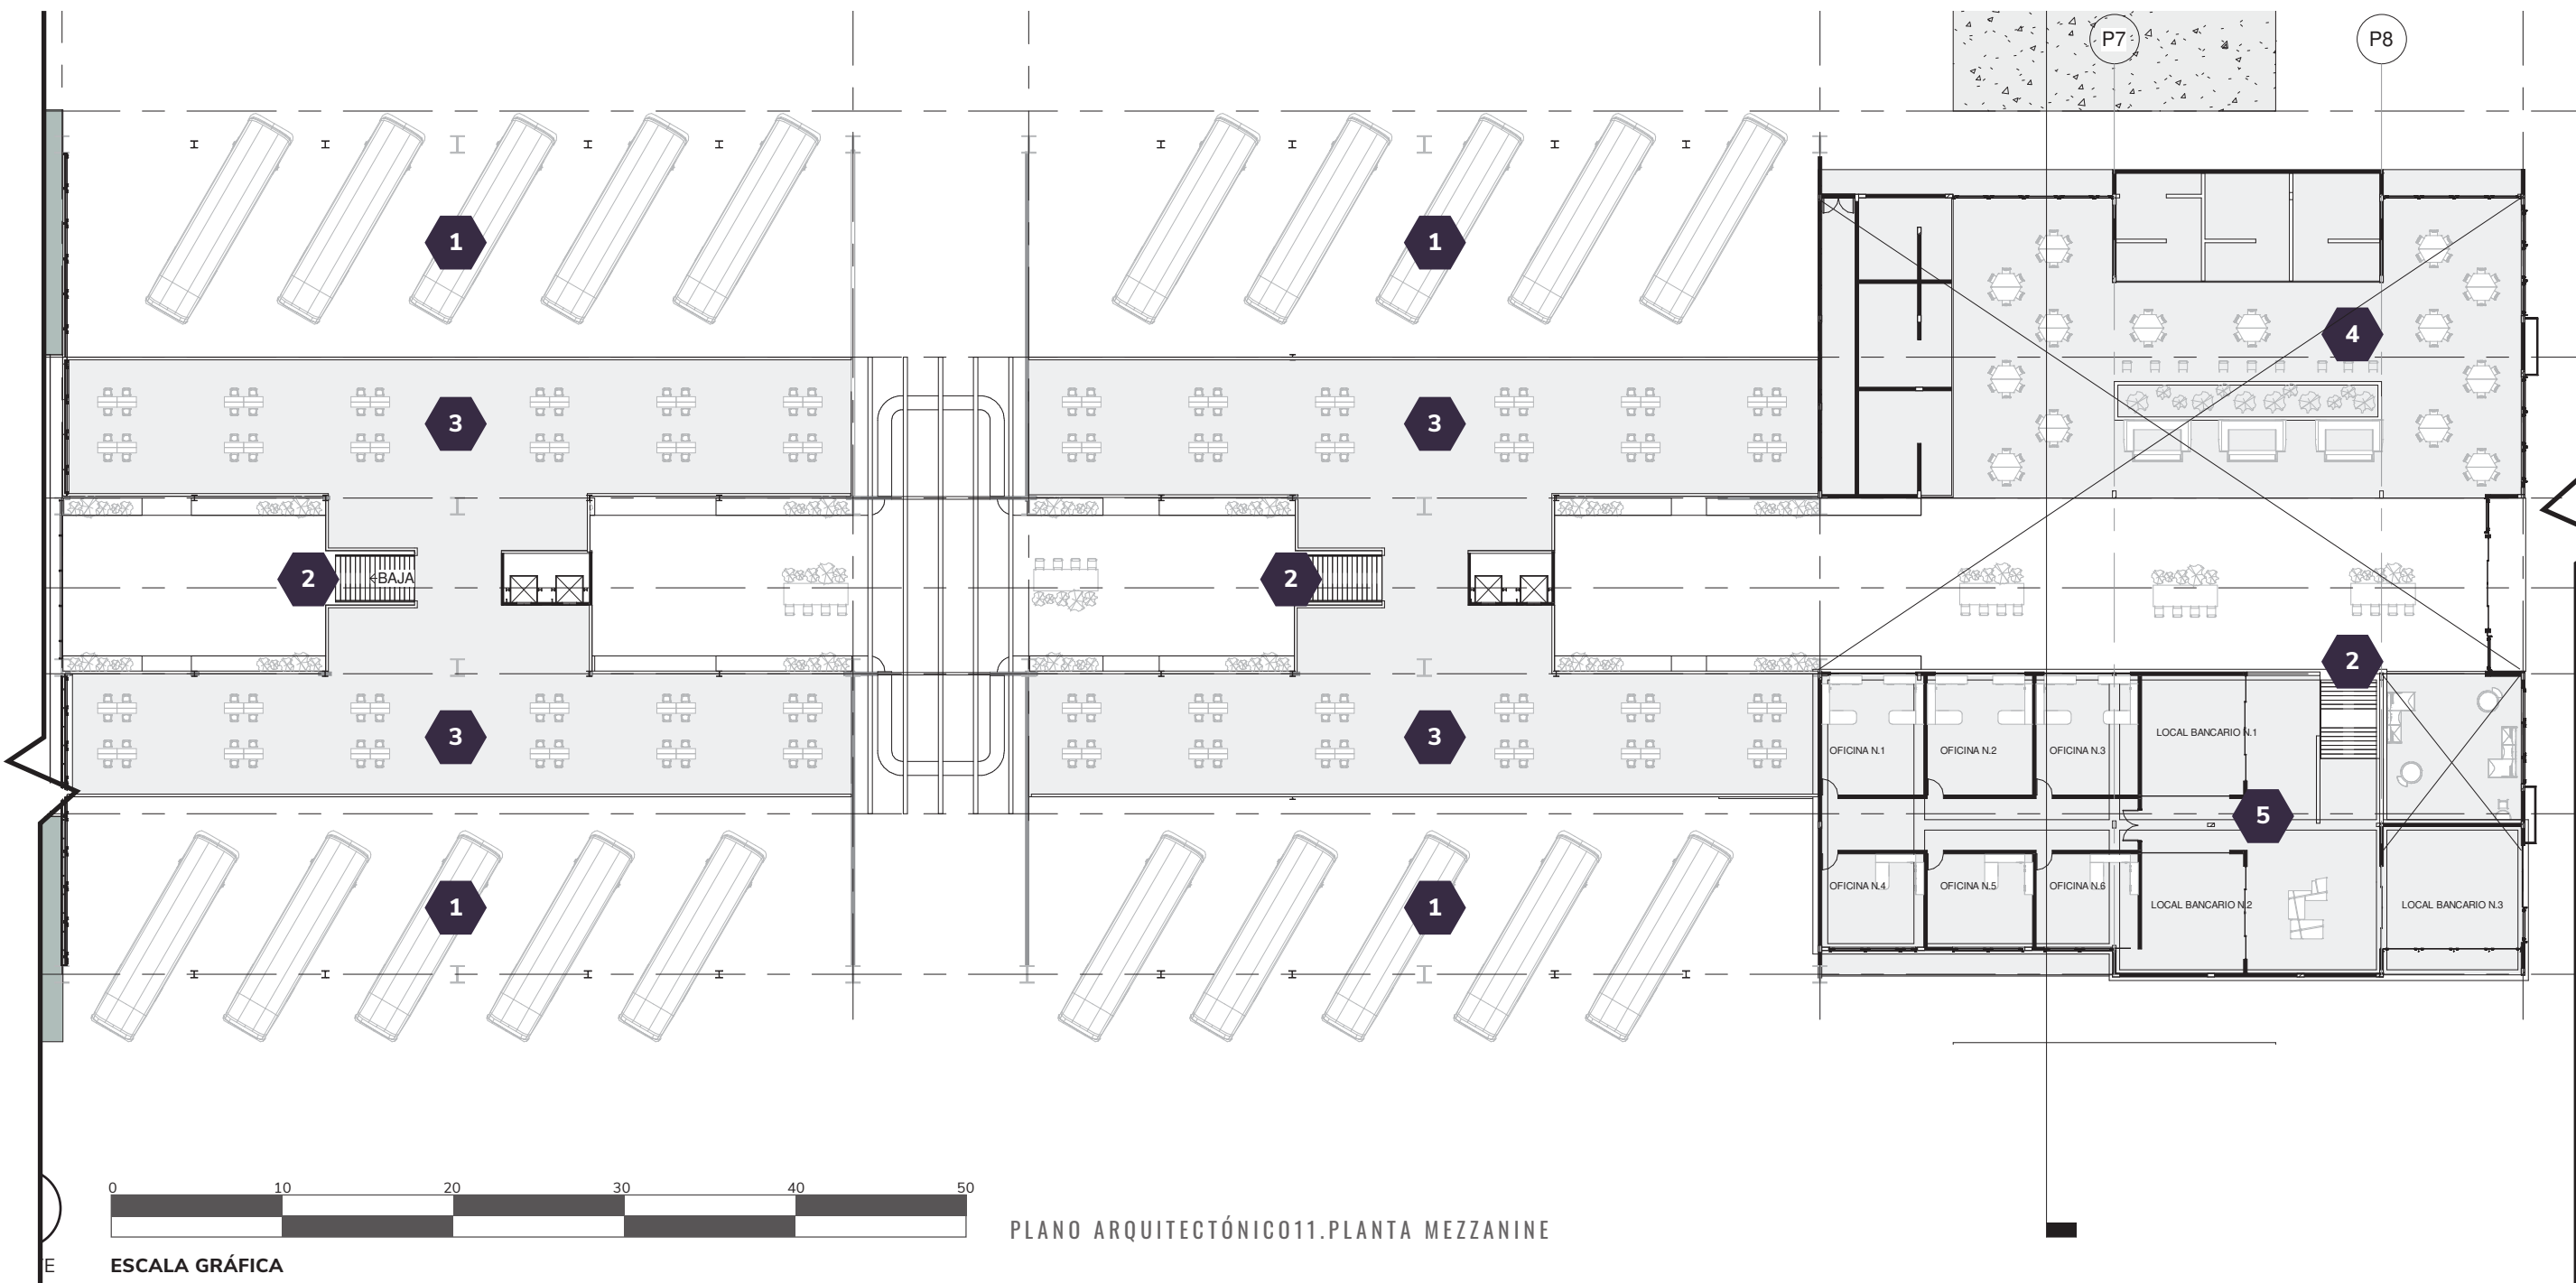 P7
P8
1
1
4
3
3
2
←BAJA
2
2
3
3
OFICINA N.1
OFICINA N.2
OFICINA N.3
LOCAL BANCARIO N.1
5
1
1
OFICINA N.4
OFICINA N.5
OFICINA N.6
LOCAL BANCARIO N.2
LOCAL BANCARIO N.3
0 10 20 30 40 50
PLANO ARQUITECTÓNICO11.PLANTA MEZZANINE
E
ESCALA GRÁFICA